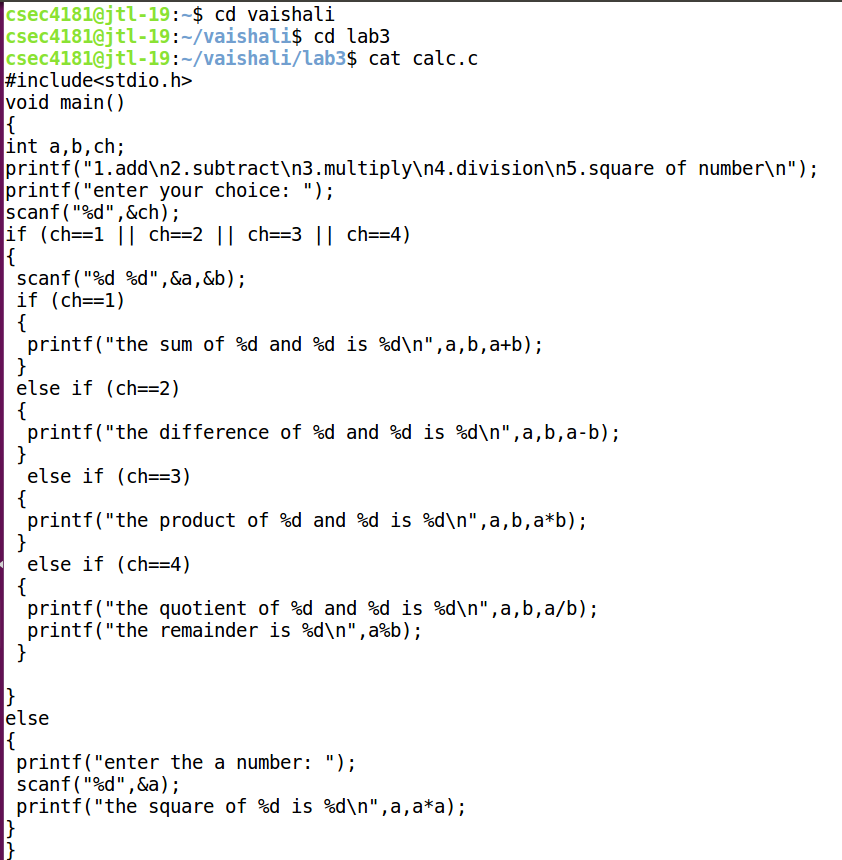 csec4181@jtl-19:~$ cd vaishali
csec4181@jtl-19:~/vaishali$ cd lab3
csec4181@jtl-19:~/vaishali/lab3$ cat calc.c
#include<stdio.h>
void main()
{
int a,b,ch;
printf("1.add\n2.subtract\n3.multiply\n4.division\n5.square of number\n");
printf("enter your choice: ");
scanf("%d",&ch);
if (ch==1 || ch==2 || ch==3 || ch==4)
{
 scanf("%d %d",&a,&b);
 if (ch==1)
 {
  printf("the sum of %d and %d is %d\n",a,b,a+b);
 }
 else if (ch==2)
 {
  printf("the difference of %d and %d is %d\n",a,b,a-b);
 }
  else if (ch==3)
 {
  printf("the product of %d and %d is %d\n",a,b,a*b);
 }
  else if (ch==4)
 {
  printf("the quotient of %d and %d is %d\n",a,b,a/b);
  printf("the remainder is %d\n",a%b);
 }

}
else
{
 printf("enter the a number: ");
 scanf("%d",&a);
 printf("the square of %d is %d\n",a,a*a);
}
}